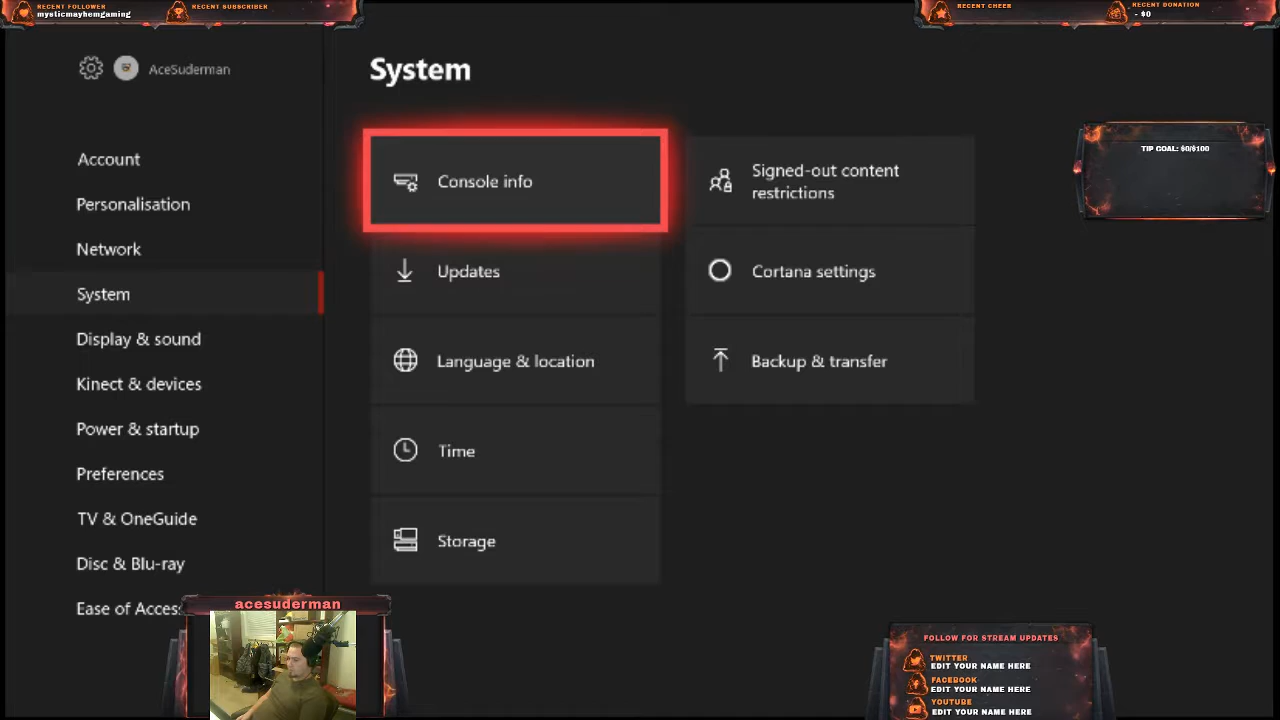 RECENT FOLLOWER
mysticmayhemgaming
RECENT SUBSCRIBER
RECENT CHEER
RECENT DONATION
- $0
AceSuderman
System
Account
Personalisation
Network
System
Display & sound
Kinect & devices
Power & startup
Preferences
TV & OneGuide
Disc & Blu-ray
Ease of Acces
Console info
Updates
Language & location
Time
Storage
Signed-out content
restrictions
Cortana settings
Backup & transfer
TIP GOAL: $0/$100
acesuderman
FOLLOW FOR STREAM UPDATES
TWITTER
EDIT YOUR NAME HERE
FACEBOOK
EDIT YOUR NAME HERE
YOUTUBE
EDIT YOUR NAME HERE